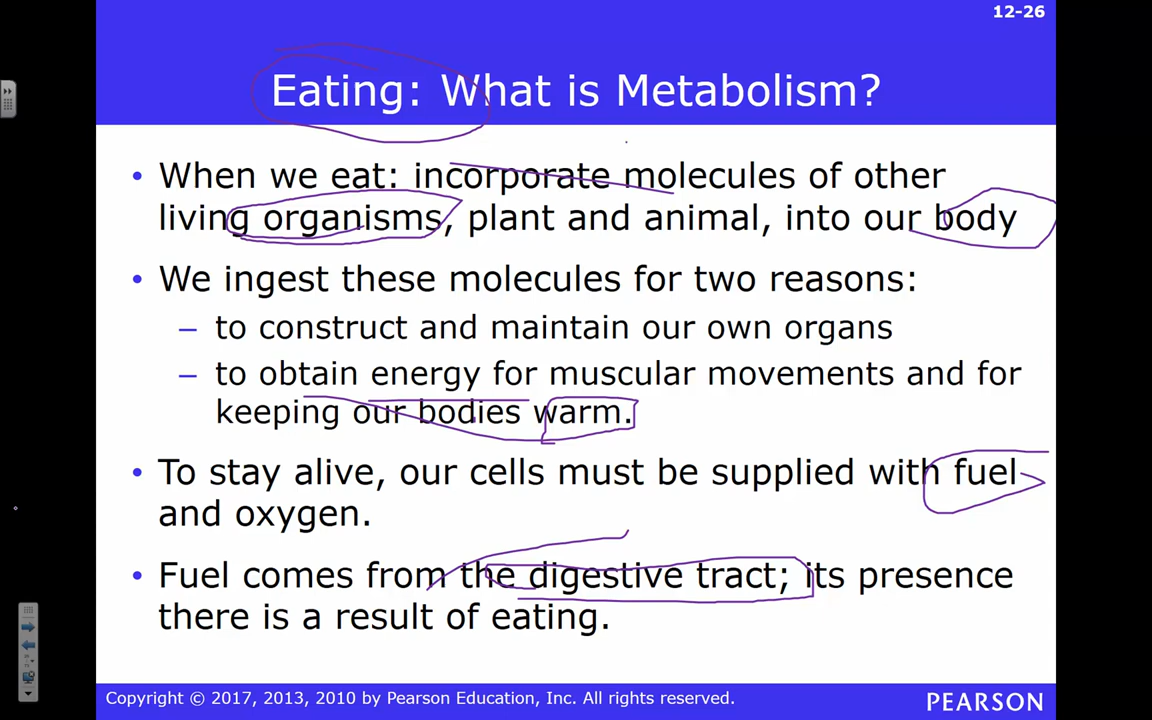 12-26
Eating: What is Metabolism?
• When we eat: incorporate molecules of other
living organisms, plant and animal, into our body
• We ingest these molecules for two reasons:
– to construct and maintain our own organs
– to obtain energy for muscular movements and for
keeping our bodies warm.
• To stay alive, our cells must be supplied with fuel
and oxygen.
• Fuel comes from the digestive tract; its presence
there is a result of eating.
Copyright © 2017, 2013, 2010 by Pearson Education, Inc. All rights reserved.
PEARSON